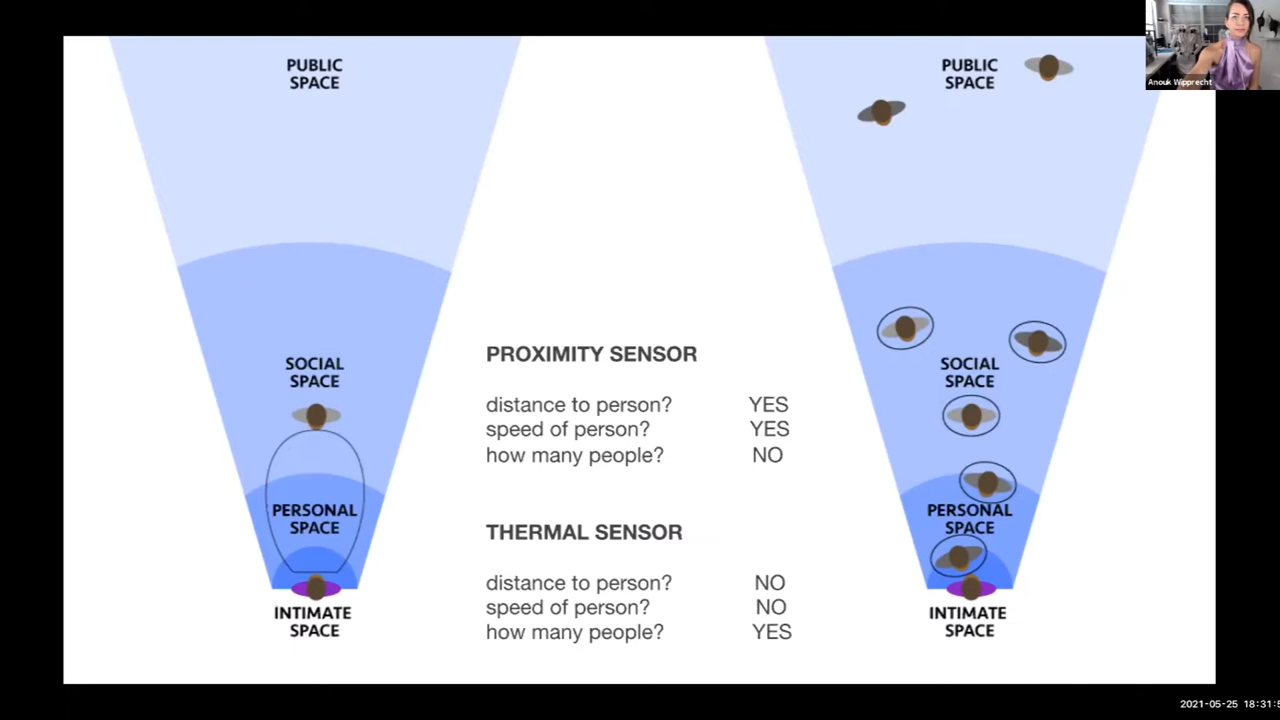 PUBLIC
SPACE
SOCIAL
SPACE
PERSONAL
SPACE
INTIMATE
SPACE
PROXIMITY SENSOR
distance to person? YES
speed of person? YES
how many people? NO
THERMAL SENSOR
distance to person? NO
speed of person? NO
how many people? YES
PUBLIC
SPACE
SOCIAL
SPACE
PERSONAL
SPACE
INTIMATE
SPACE
Anouk Wipprecht
2021-05-25 18:31:5